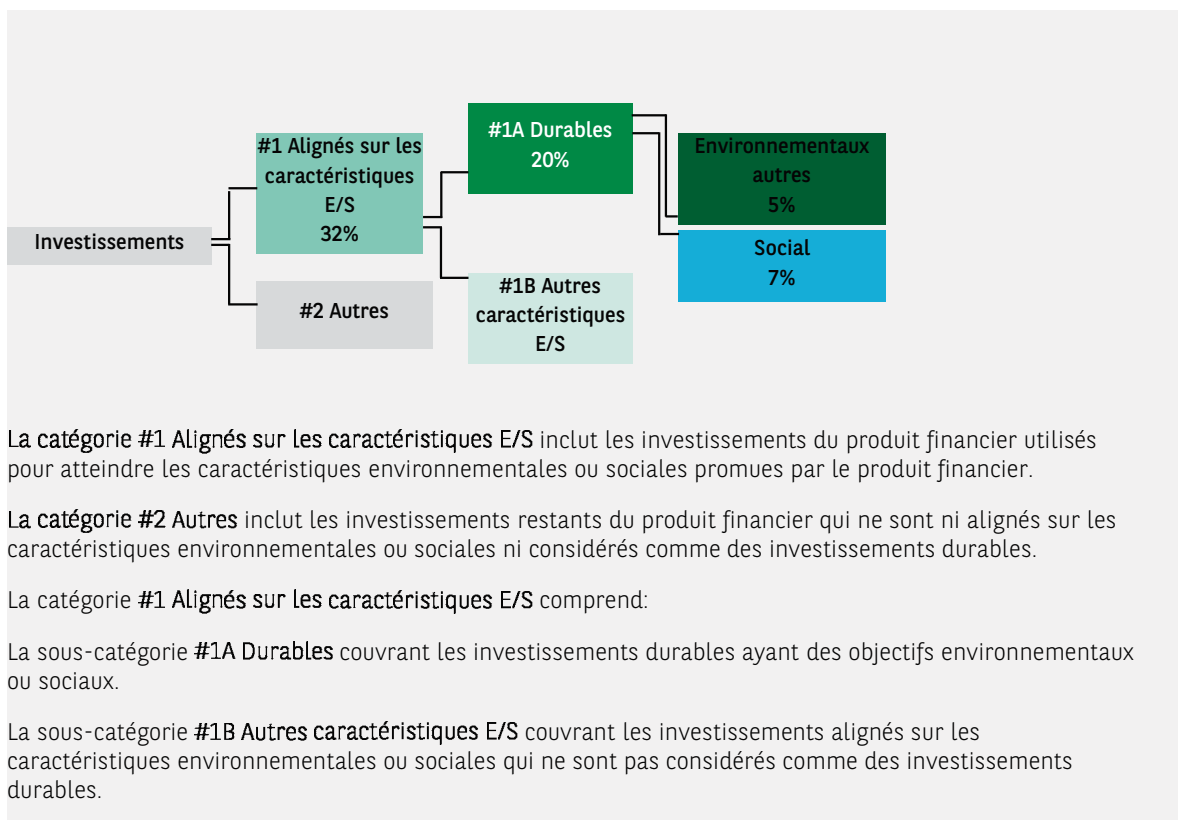 #1A Durables
20%
#1 Alignés sur les
caractéristiques
E/S
32%
Environnementaux
autres
5%
Investissements
Social
7%
#2 Autres
#1B Autres
caractéristiques
E/S
La catégorie #1 Alignés sur les caractéristiques E/S inclut les investissements du produit financier utilisés
pour atteindre les caractéristiques environnementales ou sociales promues par le produit financier.
La catégorie #2 Autres inclut les investissements restants du produit financier qui ne sont ni alignés sur les
caractéristiques environnementales ou sociales ni considérés comme des investissements durables.
La catégorie #1 Alignés sur les caractéristiques E/S comprend:
La sous-catégorie #1A Durables couvrant les investissements durables ayant des objectifs environnementaux
ou sociaux.
La sous-catégorie #1B Autres caractéristiques E/S couvrant les investissements alignés sur les
caractéristiques environnementales ou sociales qui ne sont pas considérés comme des investissements
durables.